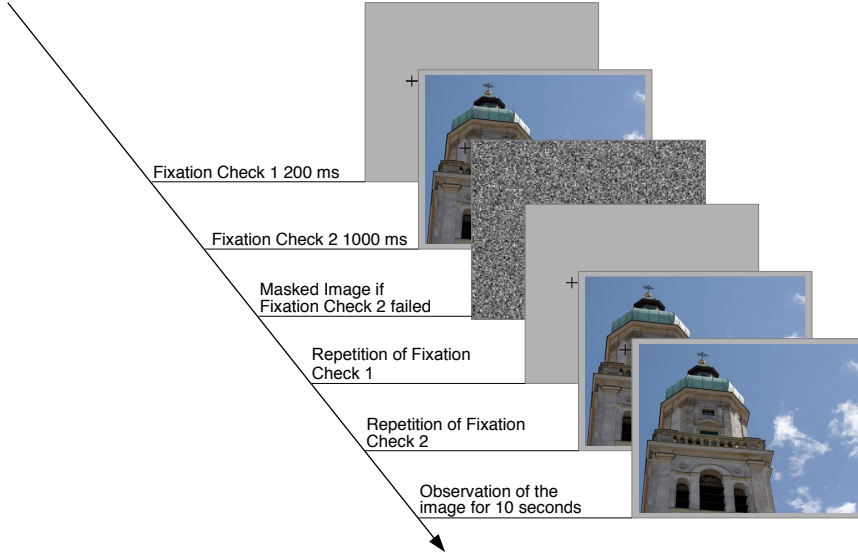 Fixation Check 1 200 ms
Fixation Check 2 1000 ms
Masked Image if
Fixation Check 2 failed
Repetition of Fixation
Check 1
Repetition of Fixation
Check 2
Observation of the
image for 10 seconds